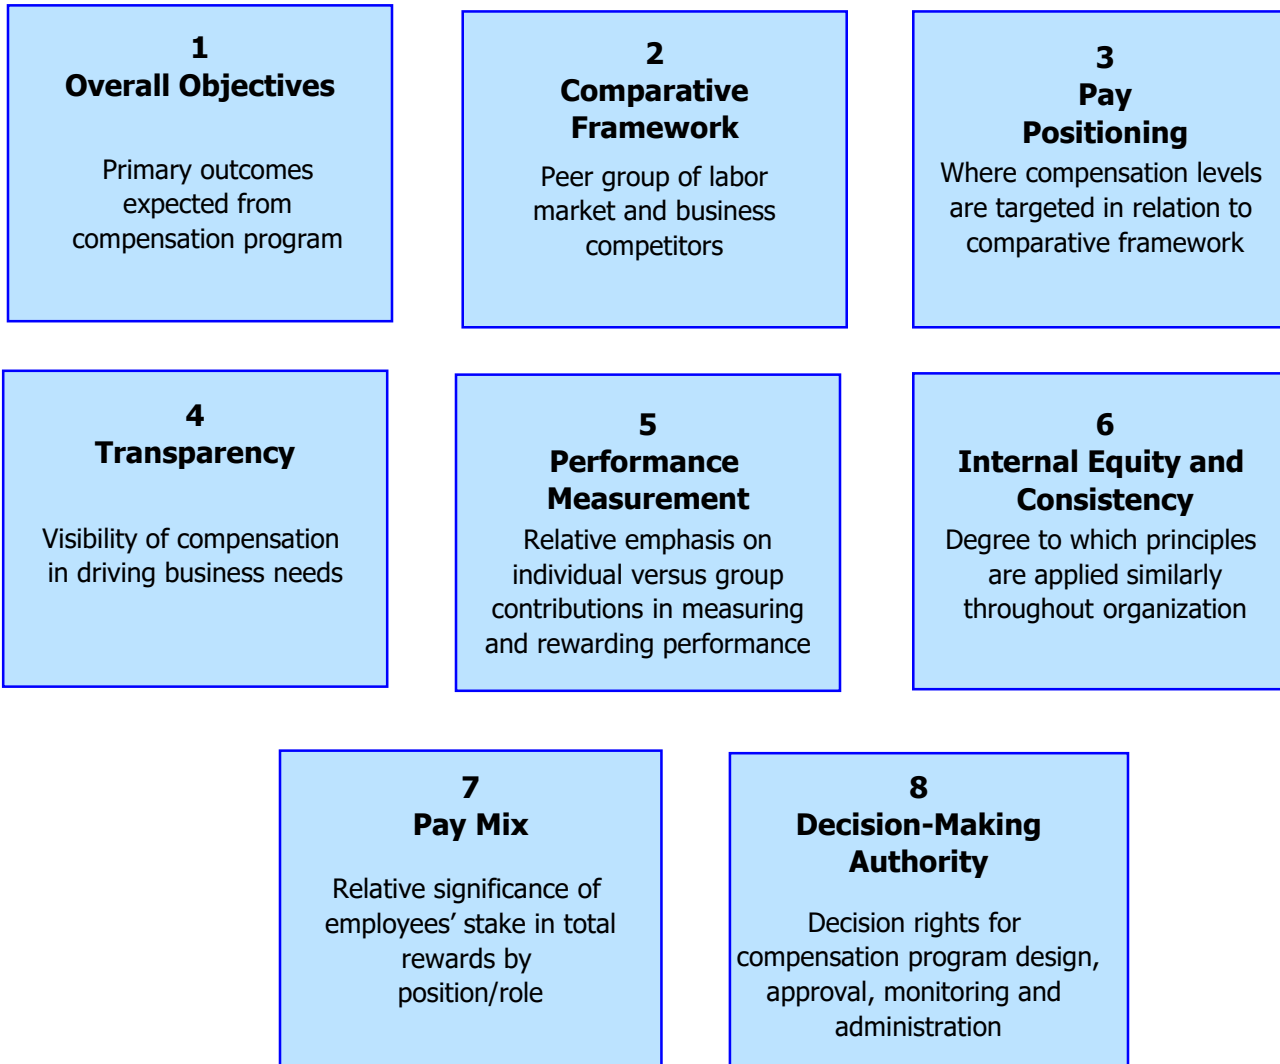 1
Overall Objectives
Primary outcomes
expected from
compensation program
2
Comparative
Framework
Peer group of labor
market and business
competitors
3
Pay
Positioning
Where compensation levels
are targeted in relation to
comparative framework
4
Transparency
Visibility of compensation
in driving business needs
5
Performance
Measurement
Relative emphasis on
individual versus group
contributions in measuring
and rewarding performance
6
Internal Equity and
Consistency
Degree to which principles
are applied similarly
throughout organization
7
Pay Mix
Relative significance of
employees’ stake in total
rewards by
position/role
8
Decision-Making
Authority
Decision rights for
compensation program design,
approval, monitoring and
administration